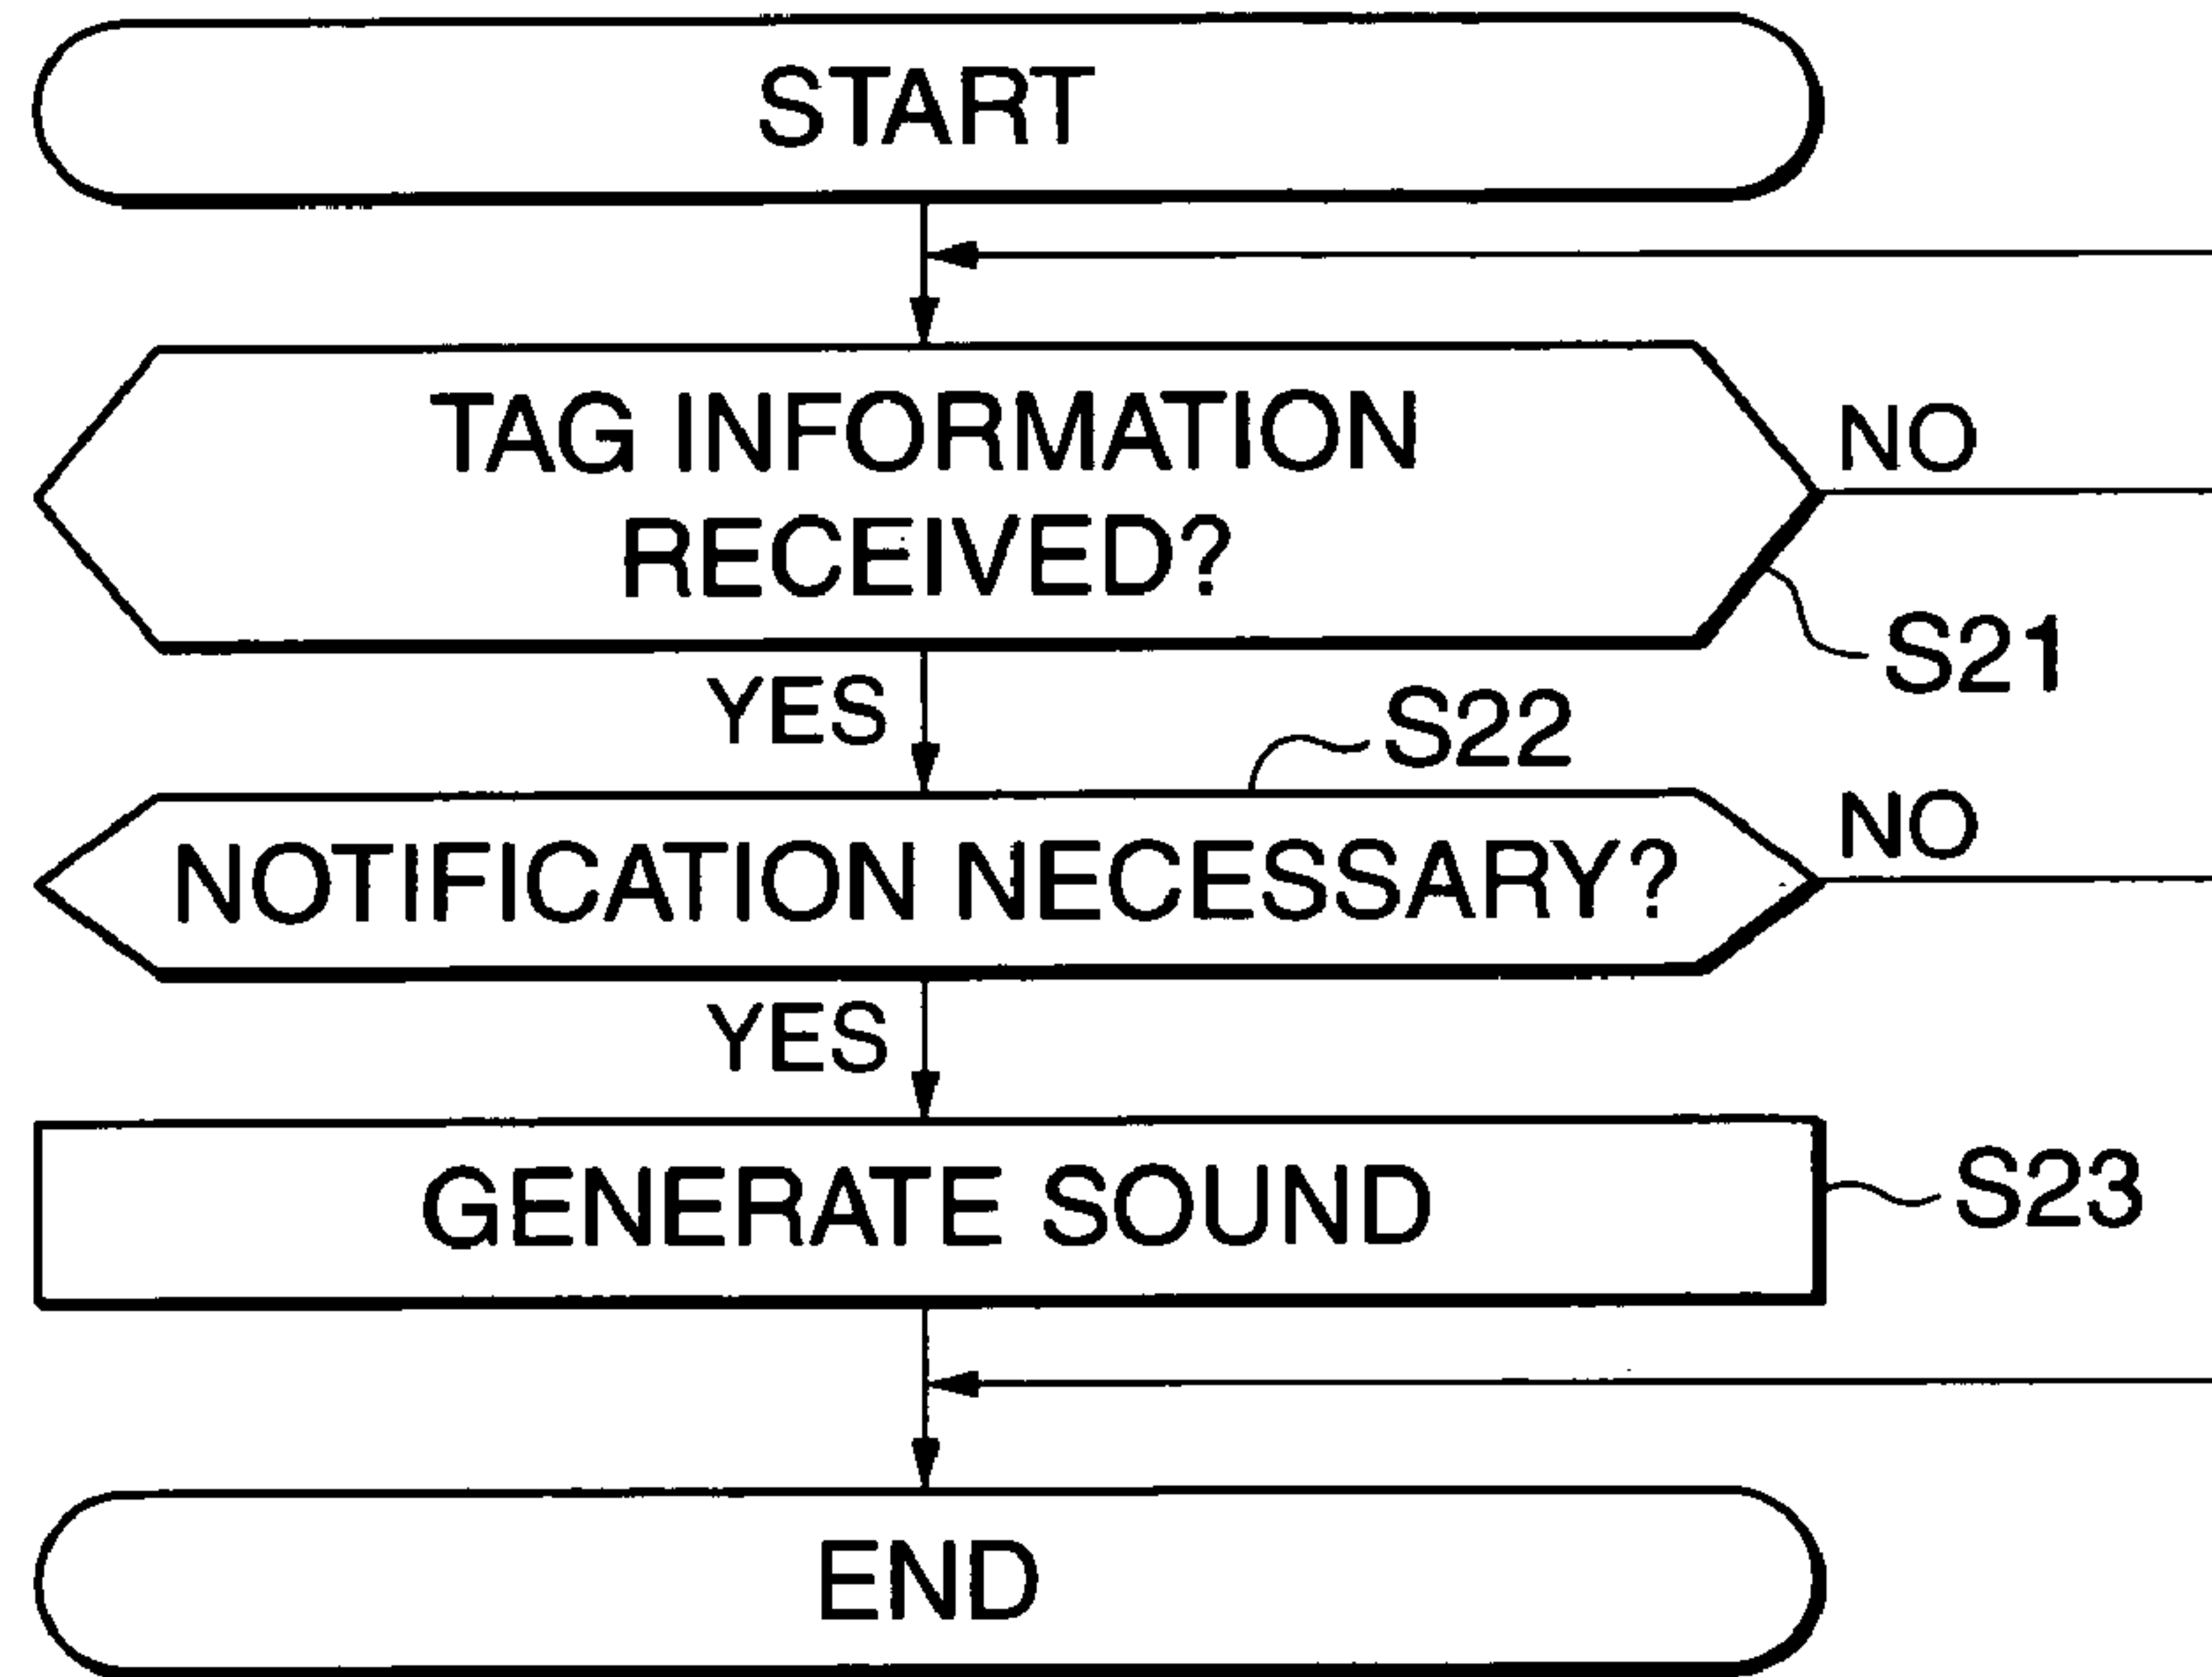 START
TAG INFORMATION
RECEIVED?
NO
S21
YES
S22
NOTIFICATION NECESSARY?
NO
YES
GENERATE SOUND
S23
END